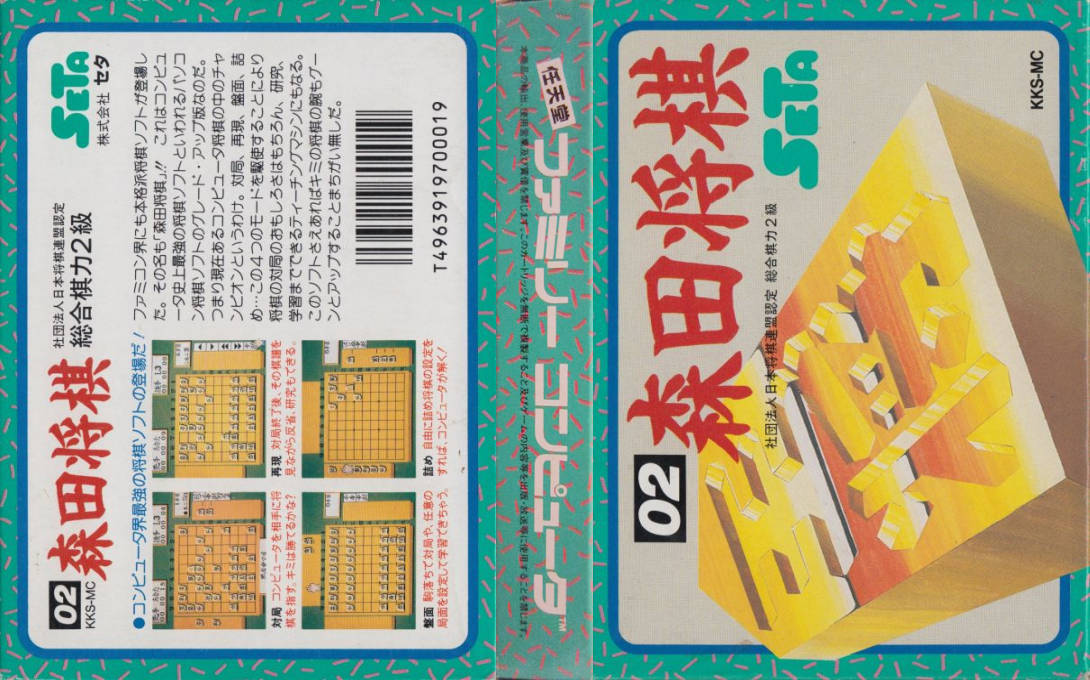 02
KKS-MC
森田将棋
社団法人日本将棋連盟認定
総合棋力2級
SETA
株式会社 セタ
●コンピュータ界最強の将棋ソフトの登場だ!
ファミコン界にも本格派将棋ソフトが登場し
た。その名も「森田将棋」!! これはコンピュ
ータ史上最強の将棋ソフトといわれるパソコ
ン将棋ソフトのグレード・アップ版なのだ。
つまり現在あるコンピュータ将棋の中のチャ
ンピオンというわけ。対局、再現、盤面、詰
め…この4つのモードを駆使することにより
将棋の対局のおもしろさはもちろん、研究、
学習までできるティーチングマシンにもなる。
このソフトさえあればキミの将棋の腕もグー
ンとアップすることまちがい無しだ。
対局 コンピュータを相手に将
棋を指す。キミは勝てるかな?
再現 対局終了後、その棋譜を
見ながら反省、研究もできる。
盤面 駒落ちで対局や、任意の
局面を設定して学習できちゃう。
詰め 自由に詰め将棋の設定を
すれば、コンピュータが解く!
T4963919700019
任天堂
ファミリー コンピュータ™
02
森田将棋
社団法人日本将棋連盟認定 総合棋力2級
SETA
KKS-MC